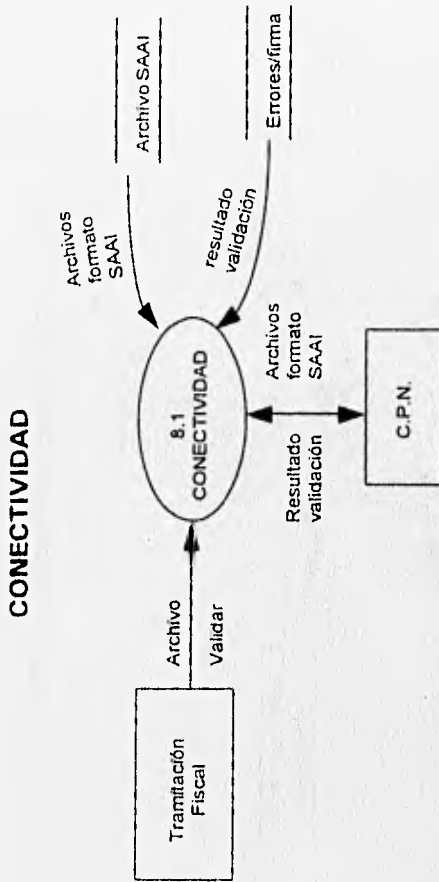 CONECTIVIDAD
Tramitación
Fiscal
Archivo
Validar
8.1
CONECTIVIDAD
Archivos
formato
SAAI
Archivo SAAI
resultado
validación
Errores/firma
Resultado
validación
Archivos
formato
SAAI
C.P.N.